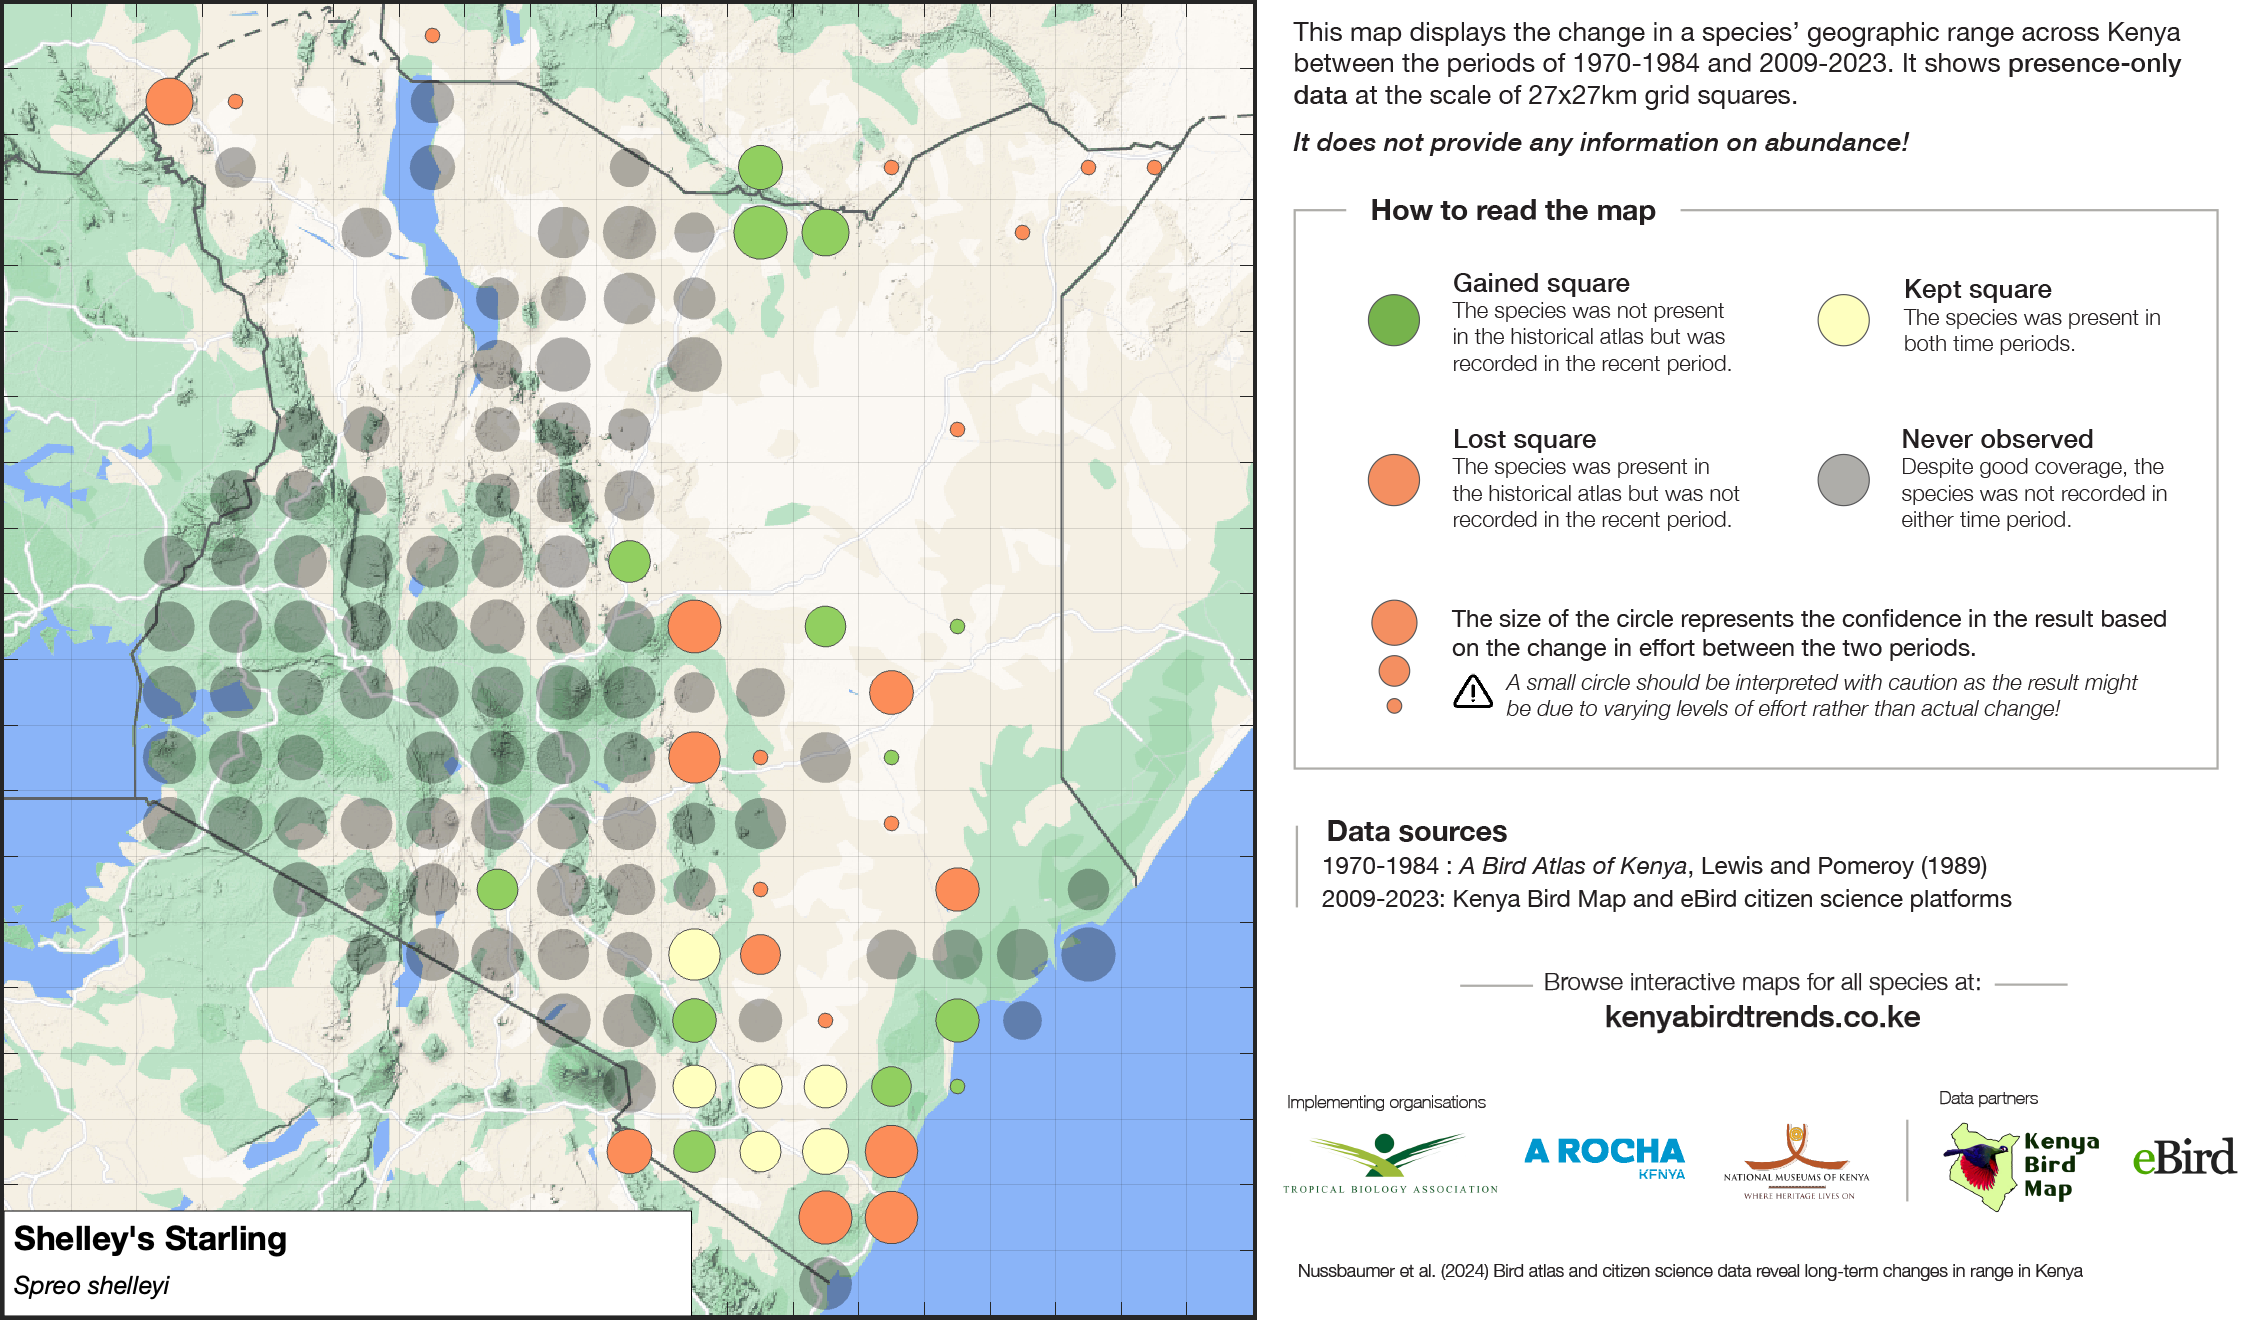 This map displays the change in a species’ geographic range across Kenya
between the periods of 1970-1984 and 2009-2023. It shows presence-only
data at the scale of 27x27km grid squares.
It does not provide any information on abundance!
How to read the map
Gained square
The species was not present
in the historical atlas but was
recorded in the recent period.
Kept square
The species was present in
both time periods.
Lost square
The species was present in
the historical atlas but was not
recorded in the recent period.
Never observed
Despite good coverage, the
species was not recorded in
either time period.
The size of the circle represents the confidence in the result based
on the change in effort between the two periods.
A small circle should be interpreted with caution as the result might
be due to varying levels of effort rather than actual change!
Data sources
1970-1984 : A Bird Atlas of Kenya, Lewis and Pomeroy (1989)
2009-2023: Kenya Bird Map and eBird citizen science platforms
Browse interactive maps for all species at:
kenyabirdtrends.co.ke
Implementing organisations
Data partners
TROPICAL BIOLOGY ASSOCIATION
A ROCHA
KENYA
NATIONAL MUSEUMS OF KENYA
WHERE HERITAGE LIVES ON
Kenya
Bird
Map
eBird
Nussbaumer et al. (2024) Bird atlas and citizen science data reveal long-term changes in range in Kenya
Shelley's Starling
Spreo shelleyi